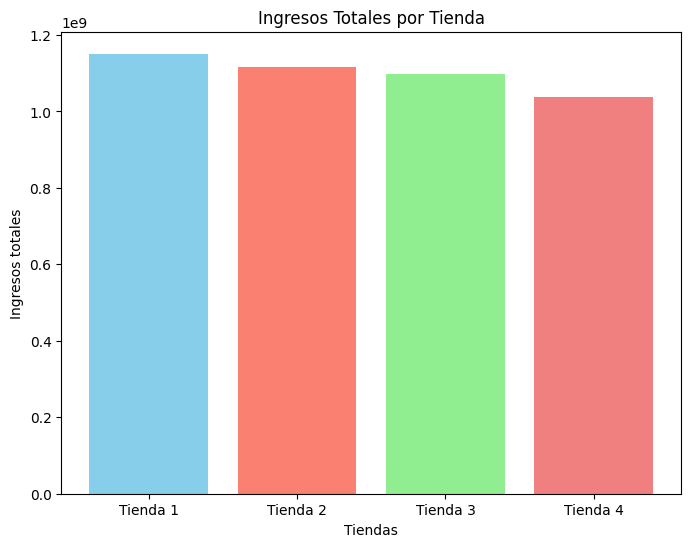 Ingresos Totales por Tienda
1e9
1.2
1.0
0.8
0.6
0.4
0.2
0.0
Ingresos totales
Tienda 1 Tienda 2 Tienda 3 Tienda 4
Tiendas